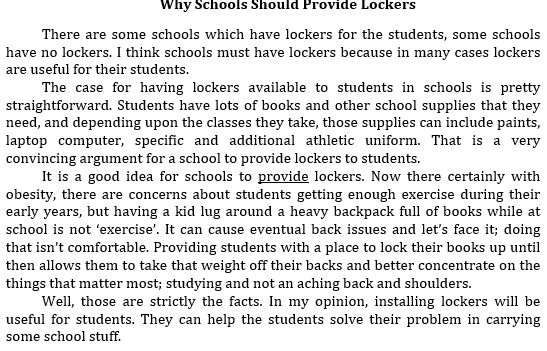 Why Schools Should Provide Lockers
There are some schools which have lockers for the students, some schools
have no lockers. I think schools must have lockers because in many cases lockers
are useful for their students.
The case for having lockers available to students in schools is pretty
straightforward. Students have lots of books and other school supplies that they
need, and depending upon the classes they take, those supplies can include paints,
laptop computer, specific and additional athletic uniform. That is a very
convincing argument for a school to provide lockers to students.
It is a good idea for schools to provide lockers. Now there certainly with
obesity, there are concerns about students getting enough exercise during their
early years, but having a kid lug around a heavy backpack full of books while at
school is not ‘exercise’. It can cause eventual back issues and let’s face it; doing
that isn’t comfortable. Providing students with a place to lock their books up until
then allows them to take that weight off their backs and better concentrate on the
things that matter most; studying and not an aching back and shoulders.
Well, those are strictly the facts. In my opinion, installing lockers will be
useful for students. They can help the students solve their problem in carrying
some school stuff.